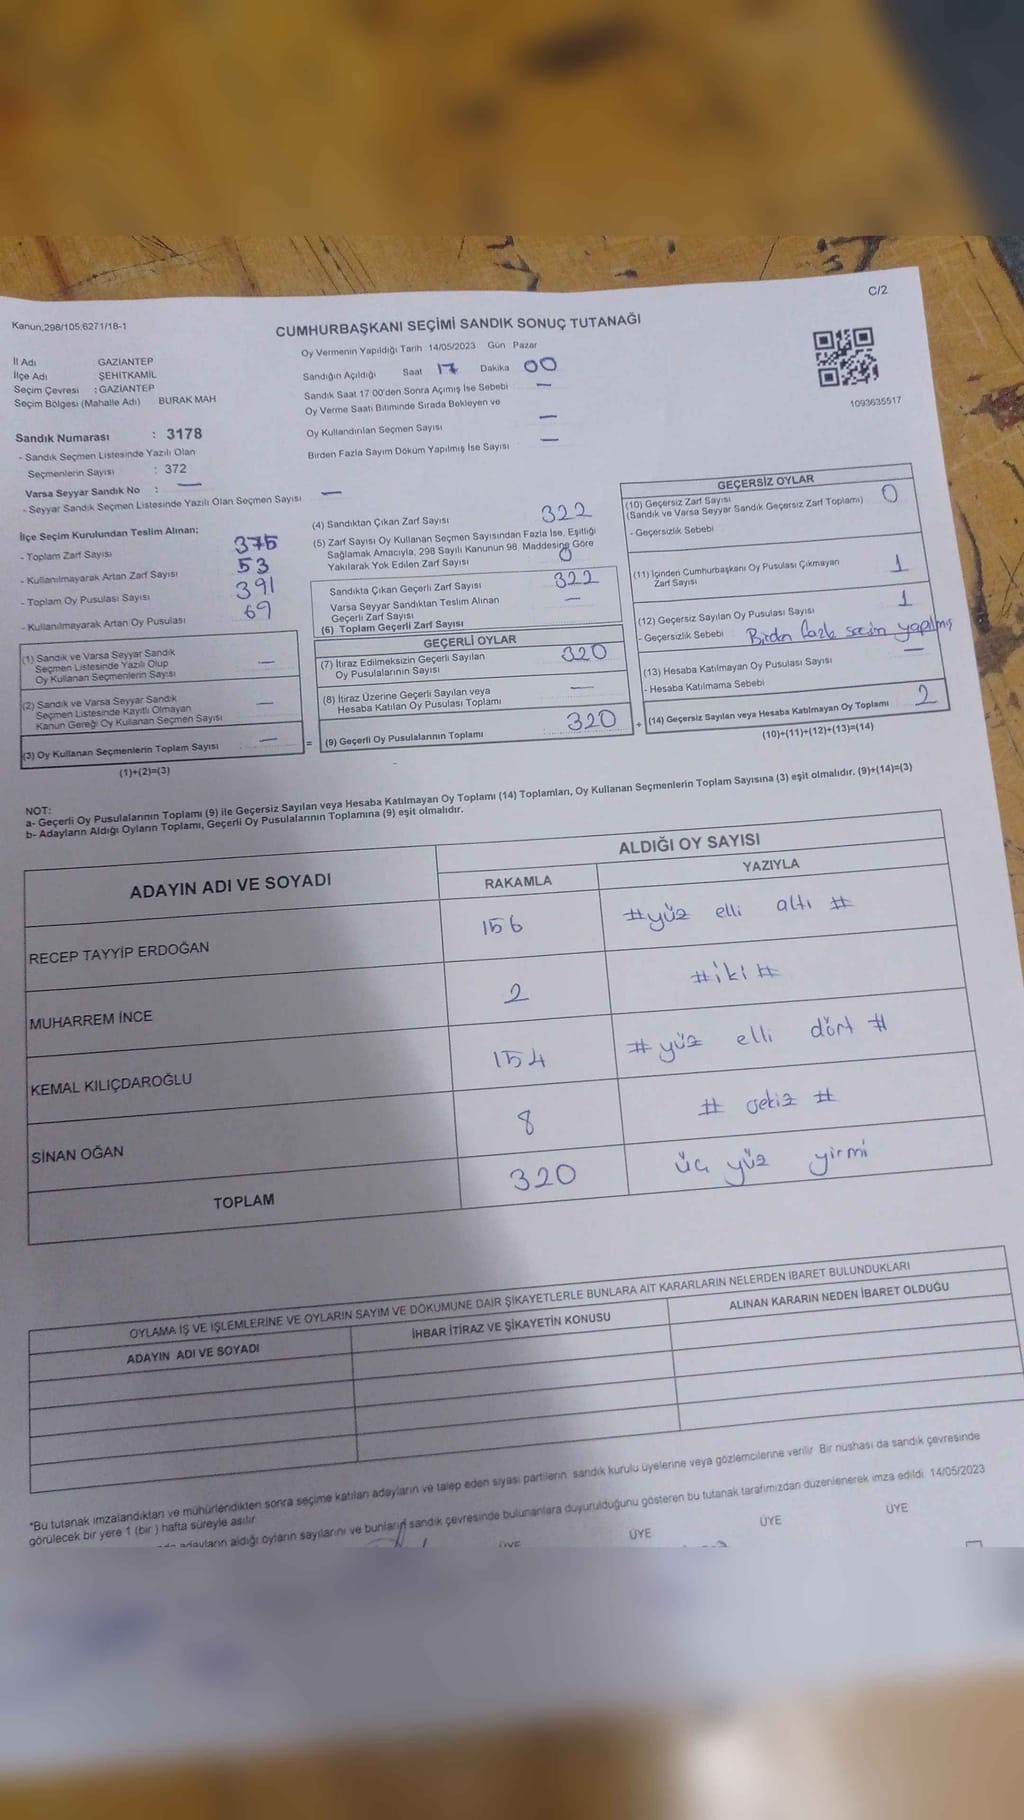 C/2
Kanun;298/105;6271/18-1
CUMHURBAŞKANI SEÇİMİ SANDIK SONUÇ TUTANAĞI
İl Adı GAZİANTEP
İlçe Adı ŞEHİTKAMİL
Seçim Çevresi : GAZİANTEP
Seçim Bölgesi (Mahalle Adı) BURAK MAH
Sandık Numarası : 3178
- Sandık Seçmen Listesinde Yazılı Olan
Seçmenlerin Sayısı : 372
Varsa Seyyar Sandık No : —
- Seyyar Sandık Seçmen Listesinde Yazılı Olan Seçmen Sayısı —
Oy Vermenin Yapıldığı Tarih 14/05/2023 Gün Pazar
Sandığın Açıldığı Saat 17 Dakika 00
Sandık Saat 17:00'den Sonra Açımış İse Sebebi —
Oy Verme Saati Bitiminde Sırada Bekleyen ve
Oy Kullandırılan Seçmen Sayısı —
Birden Fazla Sayım Döküm Yapılmış İse Sayısı —
1093635517
İlçe Seçim Kurulundan Teslim Alınan;
- Toplam Zarf Sayısı 375
- Kullanılmayarak Artan Zarf Sayısı 53
- Toplam Oy Pusulası Sayısı 391
- Kullanılmayarak Artan Oy Pusulası 69
(1) Sandık ve Varsa Seyyar Sandık
Seçmen Listesinde Yazılı Olup
Oy Kullanan Seçmenlerin Sayısı —
(2) Sandık ve Varsa Seyyar Sandık
Seçmen Listesinde Kayıtlı Olmayan
Kanun Gereği Oy Kullanan Seçmen Sayısı —
(3) Oy Kullanan Seçmenlerin Toplam Sayısı : —
(1)+(2)=(3)
=
(4) Sandıktan Çıkan Zarf Sayısı 322
(5) Zarf Sayısı Oy Kullanan Seçmen Sayısından Fazla İse, Eşitliği
Sağlamak Amacıyla, 298 Sayılı Kanunun 98. Maddesine Göre
Yakılarak Yok Edilen Zarf Sayısı 0
Sandıkta Çıkan Geçerli Zarf Sayısı 322
Varsa Seyyar Sandıktan Teslim Alınan
Geçerli Zarf Sayısı —
(6) Toplam Geçerli Zarf Sayısı
GEÇERLİ OYLAR
(7) İtiraz Edilmeksizin Geçerli Sayılan
Oy Pusulalarının Sayısı 320
(8) İtiraz Üzerine Geçerli Sayılan veya
Hesaba Katılan Oy Pusulası Toplamı —
(9) Geçerli Oy Pusulalarının Toplamı 320
+
GEÇERSİZ OYLAR
(10) Geçersiz Zarf Sayısı
(Sandık ve Varsa Seyyar Sandık Geçersiz Zarf Toplamı) 0
- Geçersizlik Sebebi
(11) İçinden Cumhurbaşkanı Oy Pusulası Çıkmayan
Zarf Sayısı 1
(12) Geçersiz Sayılan Oy Pusulası Sayısı 1
- Geçersizlik Sebebi Birden fazla seçim yapılmış
(13) Hesaba Katılmayan Oy Pusulası Sayısı —
- Hesaba Katılmama Sebebi
(14) Geçersiz Sayılan veya Hesaba Katılmayan Oy Toplamı 2
(10)+(11)+(12)+(13)=(14)
NOT:
a- Geçerli Oy Pusulalarının Toplamı (9) ile Geçersiz Sayılan veya Hesaba Katılmayan Oy Toplamı (14) Toplamları, Oy Kullanan Seçmenlerin Toplam Sayısına (3) eşit olmalıdır. (9)+(14)=(3)
b- Adayların Aldığı Oyların Toplamı, Geçerli Oy Pusulalarının Toplamına (9) eşit olmalıdır.
ADAYIN ADI VE SOYADI ALDIĞI OY SAYISI
RAKAMLA YAZIYLA
RECEP TAYYİP ERDOĞAN 156 #yüz elli altı #
MUHARREM İNCE 2 #iki #
KEMAL KILIÇDAROĞLU 154 # yüz elli dört #
SİNAN OĞAN 8 # sekiz #
TOPLAM 320 üç yüz yirmi
OYLAMA İŞ VE İŞLEMLERİNE VE OYLARIN SAYIM VE DÖKÜMÜNE DAİR ŞİKAYETLERLE BUNLARA AİT KARARLARIN NELERDEN İBARET BULUNDUKLARI
ADAYIN ADI VE SOYADI İHBAR İTİRAZ VE ŞİKAYETİN KONUSU ALINAN KARARIN NEDEN İBARET OLDUĞU
*Bu tutanak imzalandıktan ve mühürlendikten sonra seçime katılan adayların ve talep eden siyasi partilerin sandık kurulu üyelerine veya gözlemcilerine verilir. Bir nüshası da sandık çevresinde
görülecek bir yere 1 (bir ) hafta süreyle asılır.
adayların aldığı oyların sayılarını ve bunların sandık çevresinde bulunanlara duyurulduğunu gösteren bu tutanak tarafımızdan düzenlenerek imza edildi. 14/05/2023
ÜYE ÜYE ÜYE ÜYE